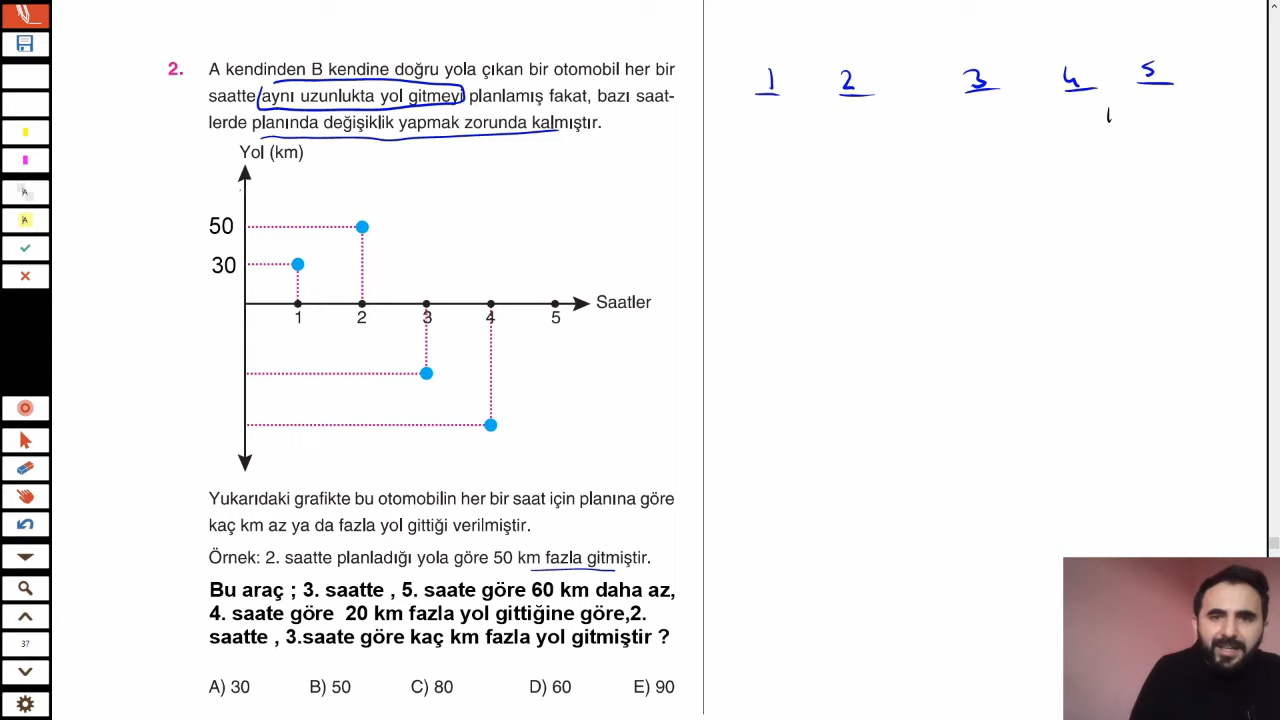 2. A kendinden B kendine doğru yola çıkan bir otomobil her bir
saatte aynı uzunlukta yol gitmeyi planlamış fakat, bazı saat-
lerde planında değişiklik yapmak zorunda kalmıştır.
Yol (km)
50
30
Saatler
1 2 3 4 5
Yukarıdaki grafikte bu otomobilin her bir saat için planına göre
kaç km az ya da fazla yol gittiği verilmiştir.
Örnek: 2. saatte planladığı yola göre 50 km fazla gitmiştir.
Bu araç ; 3. saatte , 5. saate göre 60 km daha az,
4. saate göre 20 km fazla yol gittiğine göre,2.
saatte , 3.saate göre kaç km fazla yol gitmiştir ?
A) 30 B) 50 C) 80 D) 60 E) 90
1 2 3 4 5
A
A
37